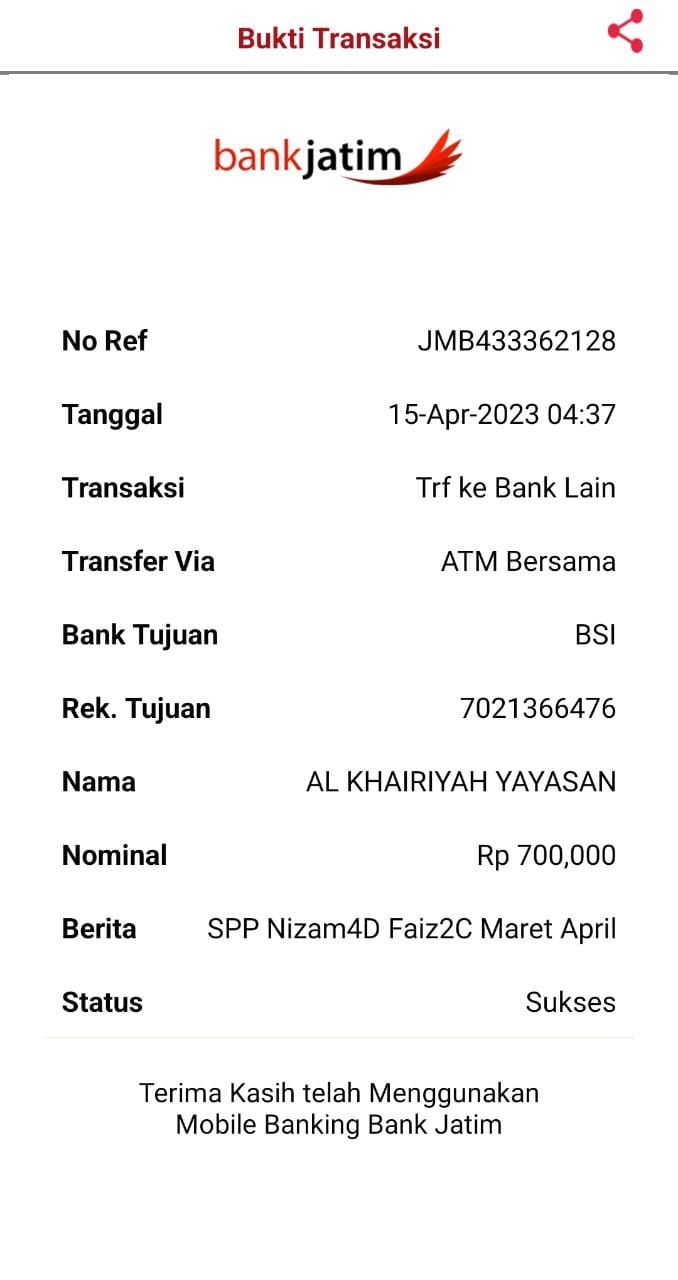 Bukti Transaksi
bankjatim
No Ref JMB433362128
Tanggal 15-Apr-2023 04:37
Transaksi Trf ke Bank Lain
Transfer Via ATM Bersama
Bank Tujuan BSI
Rek. Tujuan 7021366476
Nama AL KHAIRIYAH YAYASAN
Nominal Rp 700,000
Berita SPP Nizam4D Faiz2C Maret April
Status Sukses
Terima Kasih telah Menggunakan
Mobile Banking Bank Jatim